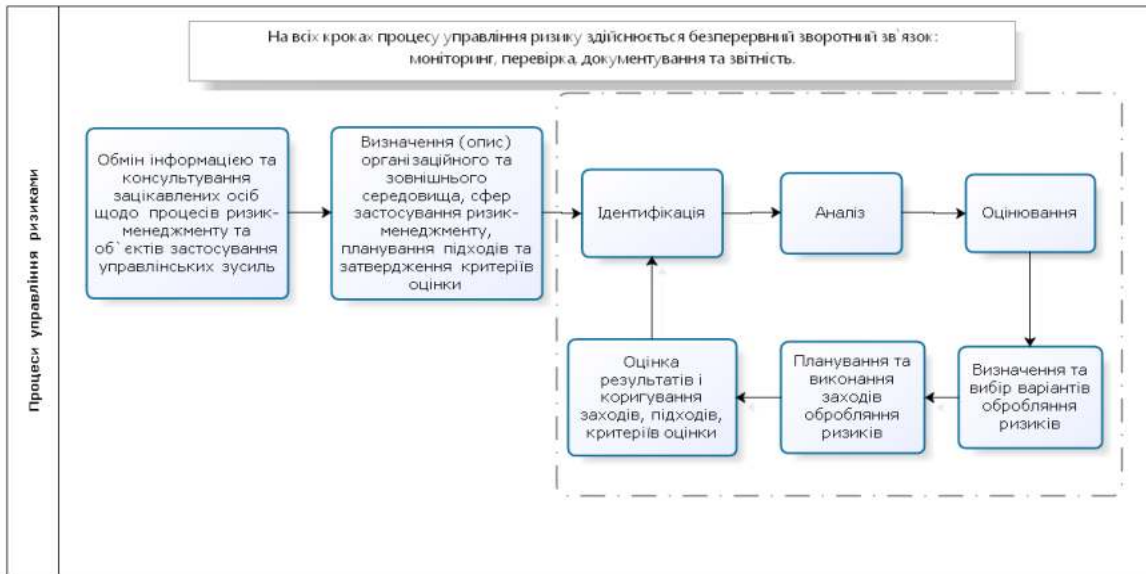 На всіх кроках процесу управління ризику здійснюється безперервний зворотний зв`язок:
моніторинг, перевірка, документування та звітність.
Процеси управління ризиками
Обмін інформацією та
консультування
зацікавлених осіб
щодо процесів ризик-
менеджменту та
об`єктів застосування
управлінських зусиль
Визначення (опис)
організаційного та
зовнішнього
середовища, сфер
застосування ризик-
менеджменту,
планування підходів та
затвердження критеріїв
оцінки
Ідентифікація
Аналіз
Оцінювання
Оцінка
результатів і
коригування
заходів, підходів,
критеріїв оцінки
Планування та
виконання
заходів
обробляння
ризиків
Визначення та
вибір варіантів
обробляння
ризиків